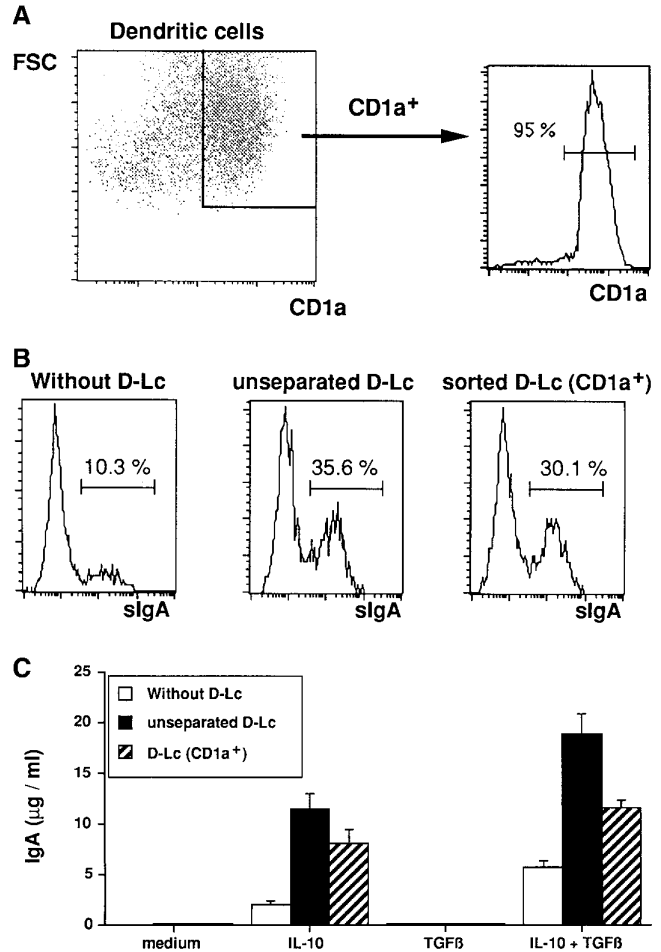 A
Dendritic cells
FSC
CD1a+
95 %
CD1a
CD1a
B
Without D-Lc
unseparated D-Lc
sorted D-Lc (CD1a+)
10.3 %
35.6 %
30.1 %
sIgA
sIgA
sIgA
C
25
20
15
10
5
0
IgA (µg / ml)
Without D-Lc
unseparated D-Lc
D-Lc (CD1a+)
medium
IL-10
TGFß
IL-10 + TGFß